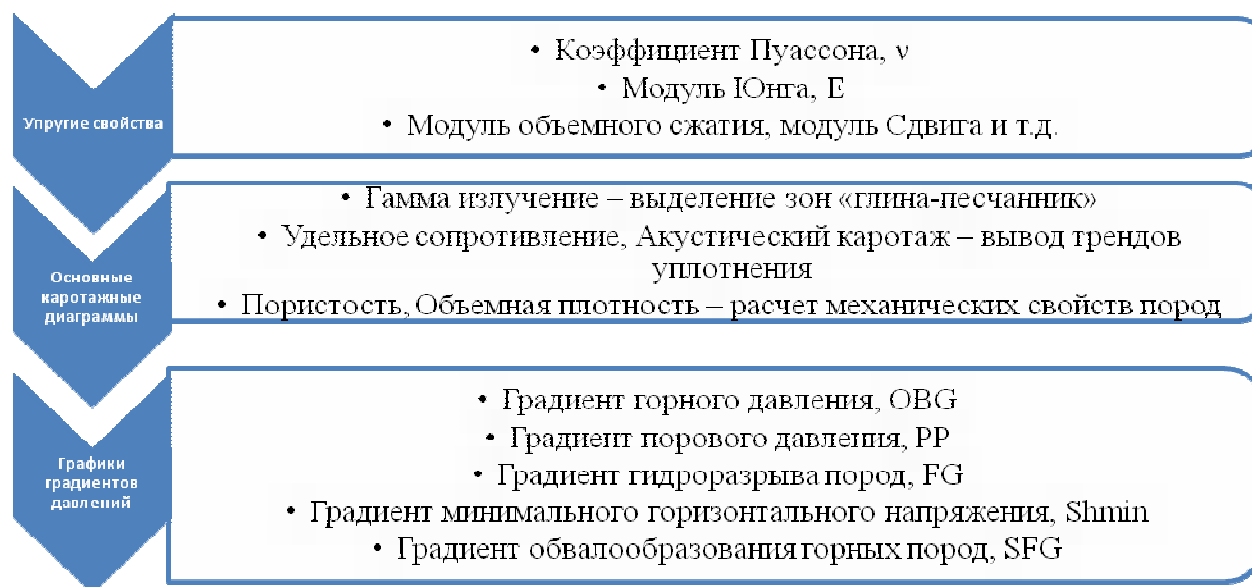 Упругие свойства
• Коэффициент Пуассона, ν
• Модуль Юнга, E
• Модуль объемного сжатия, модуль Сдвига и т.д.
Основные
каротажные
диаграммы
• Гамма излучение – выделение зон «глина-песчанник»
• Удельное сопротивление, Акустический каротаж – вывод трендов
уплотнения
• Пористость, Объемная плотность – расчет механических свойств пород
Графики
градиентов
давлений
• Градиент горного давления, OBG
• Градиент порового давления, PP
• Градиент гидроразрыва пород, FG
• Градиент минимального горизонтального напряжения, Shmin
• Градиент обвалообразования горных пород, SFG